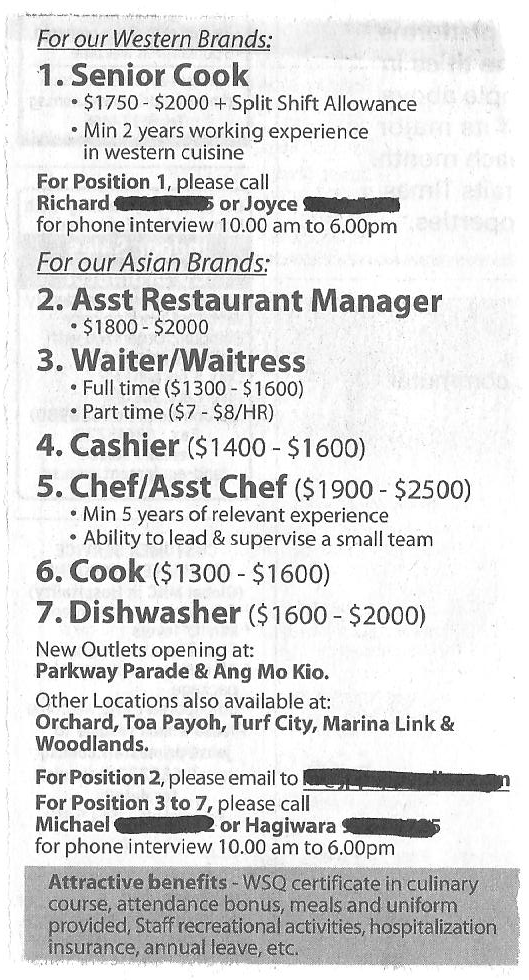 For our Western Brands:
1. Senior Cook
• $1750 - $2000 + Split Shift Allowance
• Min 2 years working experience
in western cuisine
For Position 1, please call
Richard 5 or Joyce
for phone interview 10.00 am to 6.00pm
For our Asian Brands:
2. Asst Restaurant Manager
• $1800 - $2000
3. Waiter/Waitress
• Full time ($1300 - $1600)
• Part time ($7 - $8/HR)
4. Cashier ($1400 - $1600)
5. Chef/Asst Chef ($1900 - $2500)
• Min 5 years of relevant experience
• Ability to lead & supervise a small team
6. Cook ($1300 - $1600)
7. Dishwasher ($1600 - $2000)
New Outlets opening at:
Parkway Parade & Ang Mo Kio.
Other Locations also available at:
Orchard, Toa Payoh, Turf City, Marina Link &
Woodlands.
For Position 2, please email to
For Position 3 to 7, please call
Michael 2 or Hagiwara
for phone interview 10.00 am to 6.00pm
Attractive benefits - WSQ certificate in culinary
course, attendance bonus, meals and uniform
provided, Staff recreational activities, hospitalization
insurance, annual leave, etc.